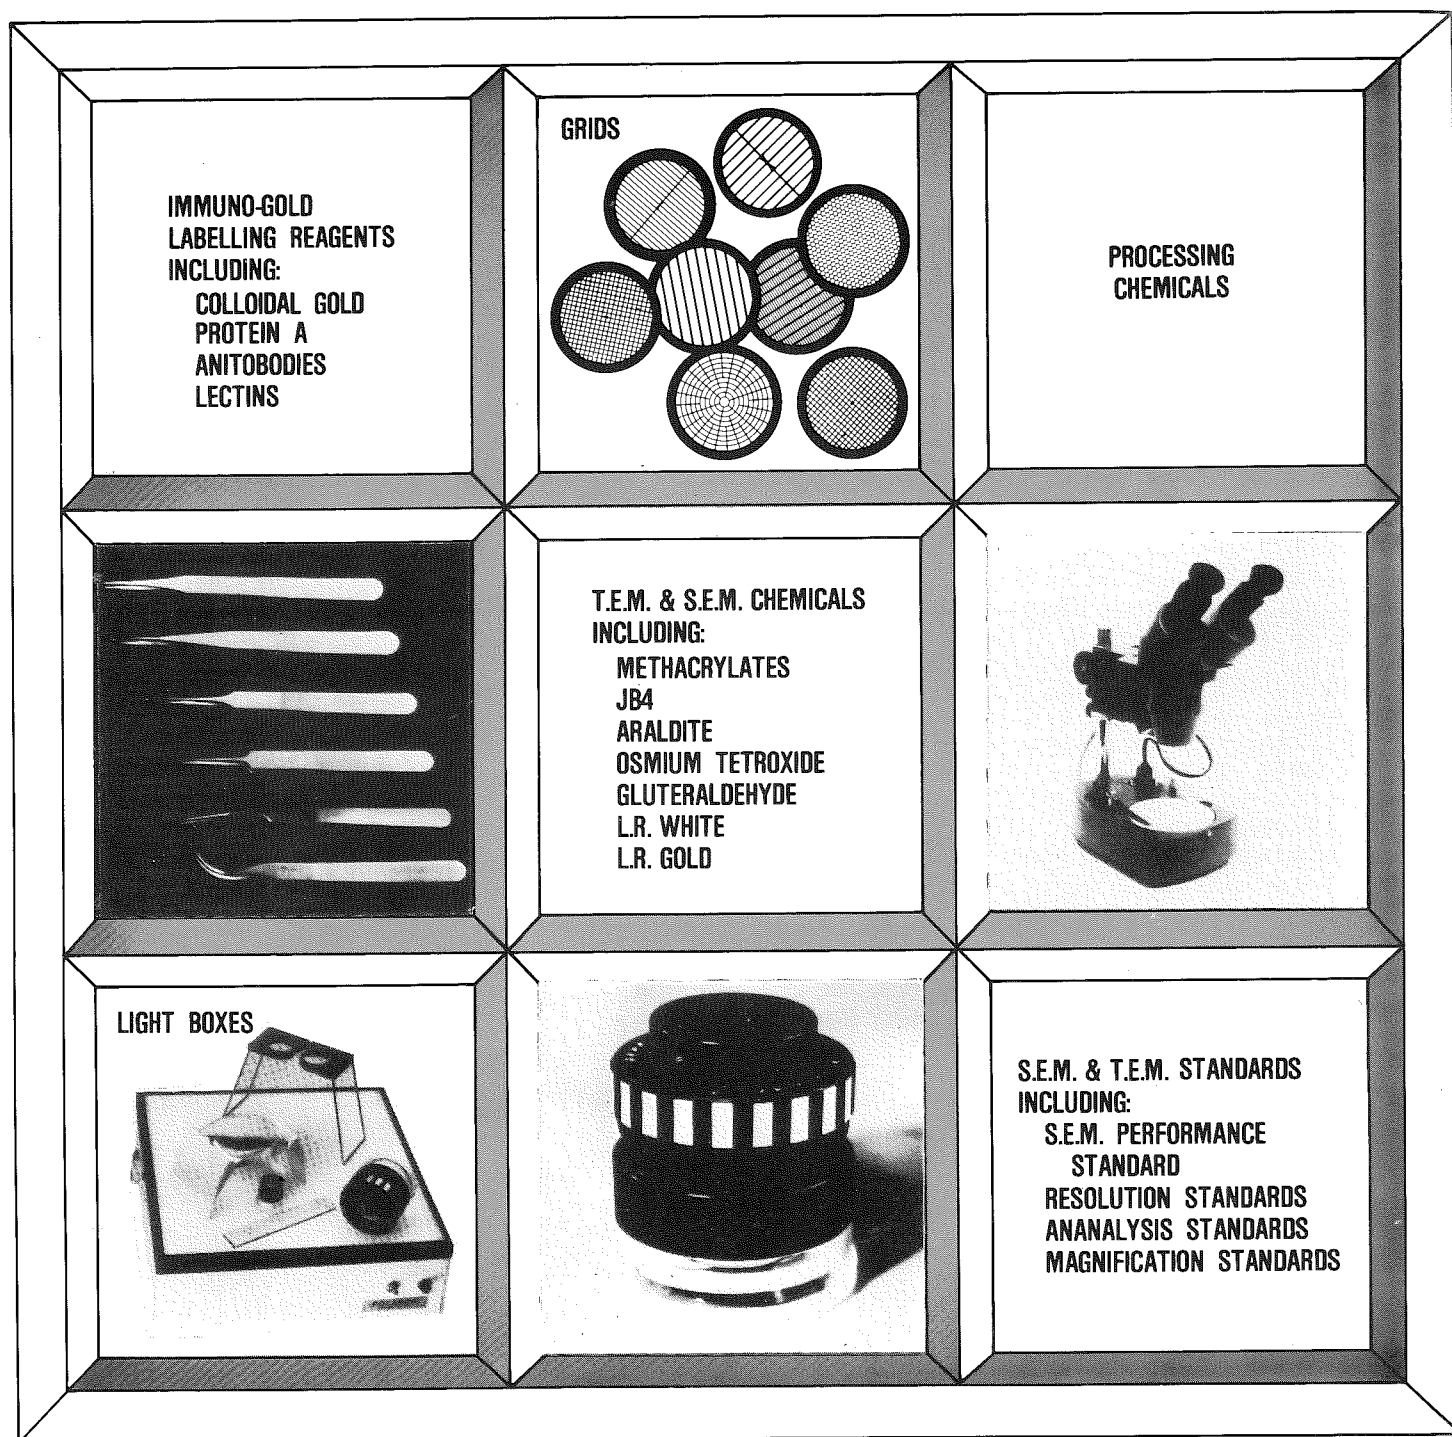 IMMUNO-GOLD
LABELLING REAGENTS
INCLUDING:
COLLOIDAL GOLD
PROTEIN A
ANITOBODIES
LECTINS
GRIDS
PROCESSING
CHEMICALS
T.E.M. & S.E.M. CHEMICALS
INCLUDING:
METHACRYLATES
JB4
ARALDITE
OSMIUM TETROXIDE
GLUTERALDEHYDE
L.R. WHITE
L.R. GOLD
LIGHT BOXES
S.E.M. & T.E.M. STANDARDS
INCLUDING:
S.E.M. PERFORMANCE
STANDARD
RESOLUTION STANDARDS
ANANALYSIS STANDARDS
MAGNIFICATION STANDARDS